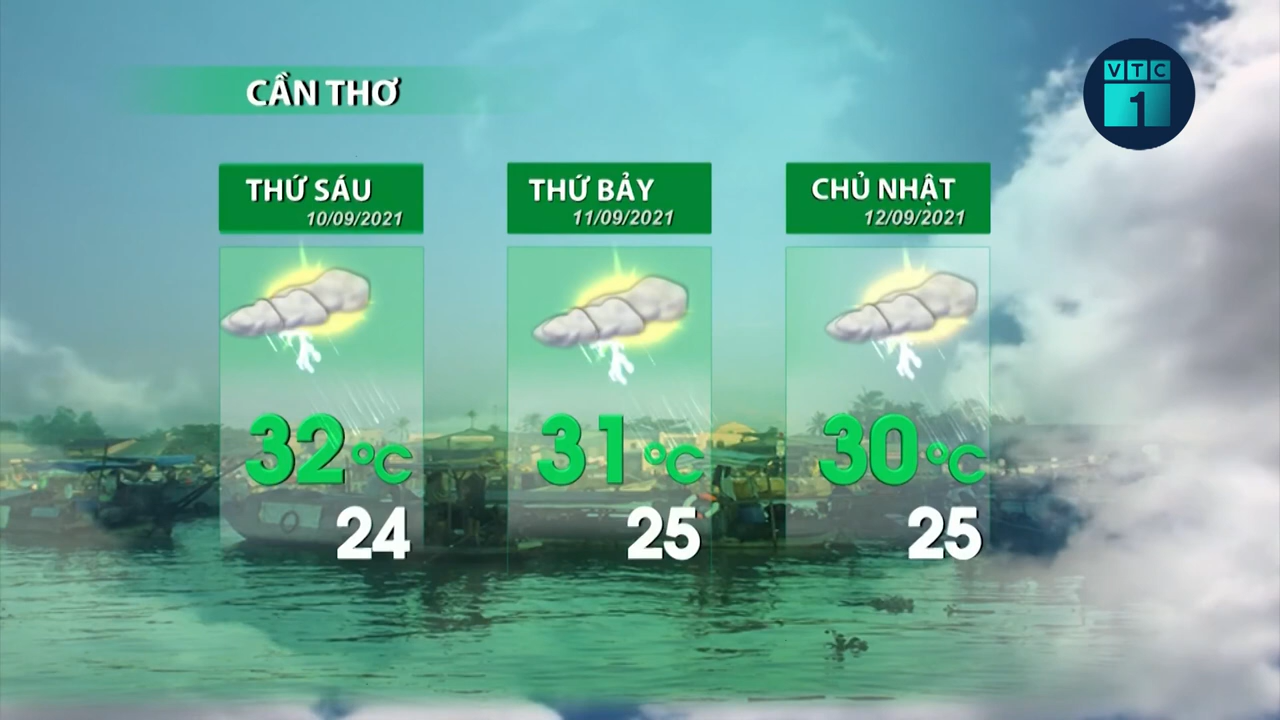 CẦN THƠ
VTC
1
THỨ SÁU
10/09/2021
THỨ BẢY
11/09/2021
CHỦ NHẬT
12/09/2021
32°C
31°C
30°C
24
25
25